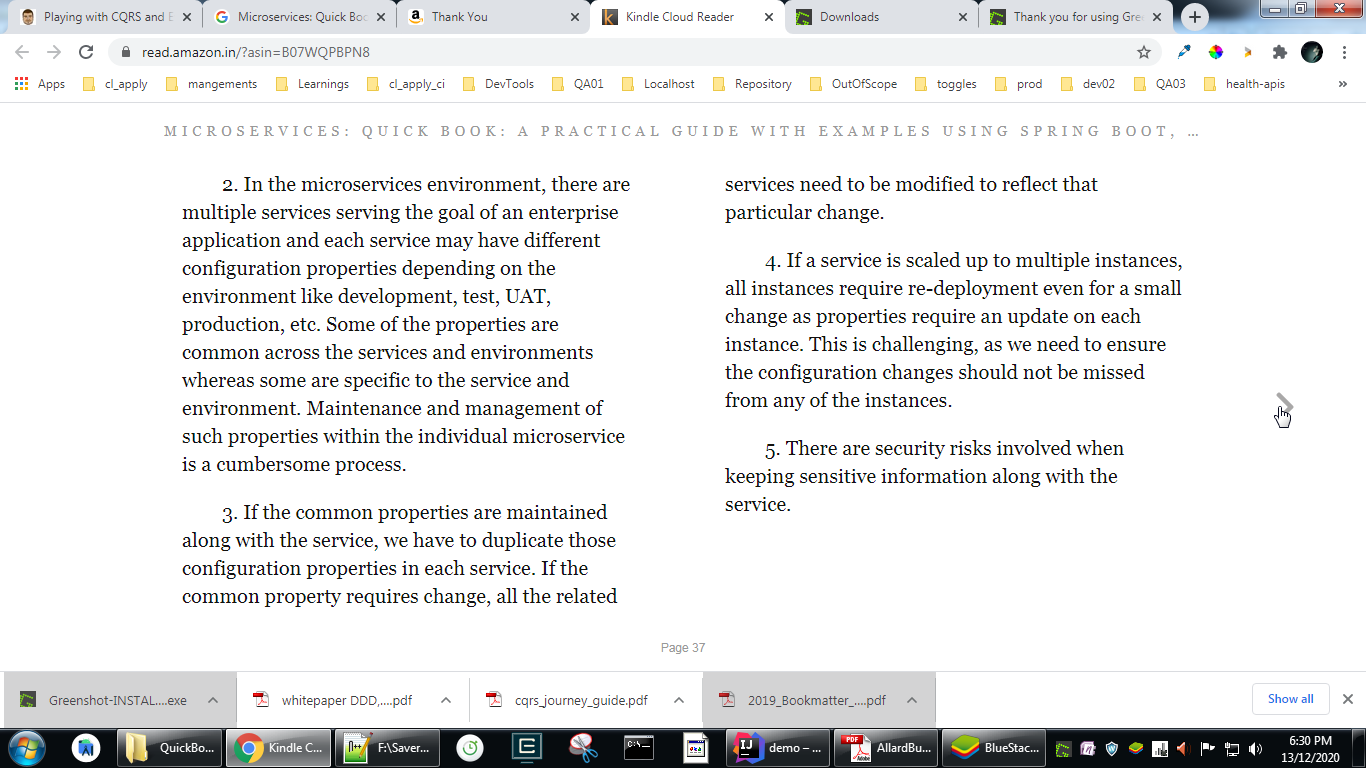 Playing with CQRS and E
Microservices: Quick Boo
Thank You
Kindle Cloud Reader
Downloads
Thank you for using Gre
read.amazon.in/?asin=B07WQPBPN8
Apps cl_apply mangements Learnings cl_apply_ci DevTools QA01 Localhost Repository OutOfScope toggles prod dev02 QA03 health-apis »
MICROSERVICES: QUICK BOOK: A PRACTICAL GUIDE WITH EXAMPLES USING SPRING BOOT, …
2. In the microservices environment, there are
multiple services serving the goal of an enterprise
application and each service may have different
configuration properties depending on the
environment like development, test, UAT,
production, etc. Some of the properties are
common across the services and environments
whereas some are specific to the service and
environment. Maintenance and management of
such properties within the individual microservice
is a cumbersome process.
3. If the common properties are maintained
along with the service, we have to duplicate those
configuration properties in each service. If the
common property requires change, all the related
services need to be modified to reflect that
particular change.
4. If a service is scaled up to multiple instances,
all instances require re-deployment even for a small
change as properties require an update on each
instance. This is challenging, as we need to ensure
the configuration changes should not be missed
from any of the instances.
5. There are security risks involved when
keeping sensitive information along with the
service.
Page 37
Greenshot-INSTAL....exe
whitepaper DDD,....pdf
cqrs_journey_guide.pdf
2019_Bookmatter_....pdf
Show all
QuickBo...
Kindle C...
F:\Saver...
demo – ...
AllardBu...
BlueStac...
6:30 PM
13/12/2020